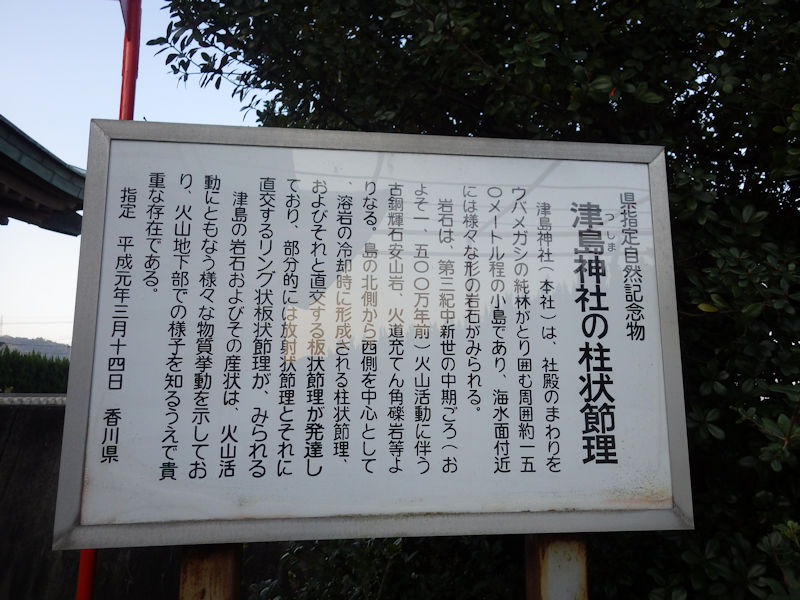 県指定自然記念物
つしま
津島神社の柱状節理
津島神社(本社)は、社殿のまわりを
ウバメガシの純林がとり囲む周囲約一五
〇メートル程の小島であり、海水面付近
には様々な形の岩石がみられる。
岩石は、第三紀中新世の中期ごろ(お
よそ一、五〇〇万年前)火山活動に伴う
古銅輝石安山岩、火道充てん角礫岩等よ
りなる。島の北側から西側を中心として
、溶岩の冷却時に形成される柱状節理、
およびそれと直交する板状節理が発達し
ており、部分的には放射状節理とそれに
直交するリング状板状節理が、みられる
津島の岩石およびその産状は、火山活
動にともなう様々な物質挙動を示してお
り、火山地下部での様子を知るうえで貴
重な存在である。
指定 平成元年三月十四日 香川県